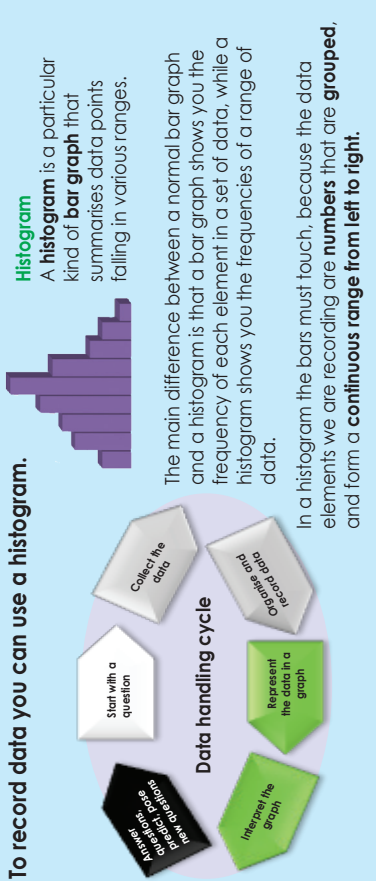 To record data you can use a histogram.
Start with a
question
Collect the
data
Organise and
record data
Represent
the data in a
graph
Interpret the
graph
Answer
questions,
predict, pose
new questions
Data handling cycle
Histogram
A histogram is a particular
kind of bar graph that
summarises data points
falling in various ranges.
The main difference between a normal bar graph
and a histogram is that a bar graph shows you the
frequency of each element in a set of data, while a
histogram shows you the frequencies of a range of
data.
In a histogram the bars must touch, because the data
elements we are recording are numbers that are grouped,
and form a continuous range from left to right.